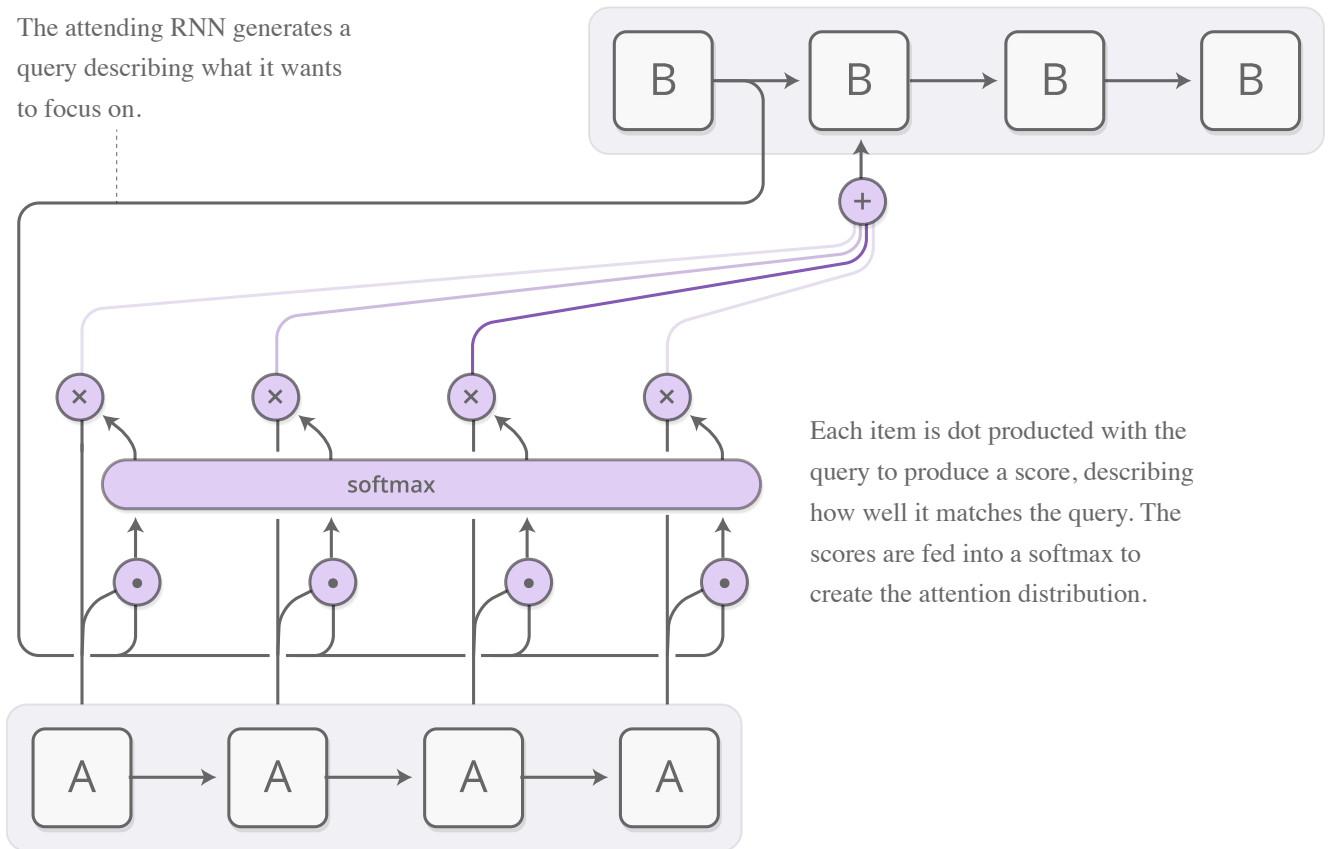 The attending RNN generates a
query describing what it wants
to focus on.
B B B B
+
× × × ×
Each item is dot producted with the
query to produce a score, describing
how well it matches the query. The
scores are fed into a softmax to
create the attention distribution.
softmax
• • • •
A A A A